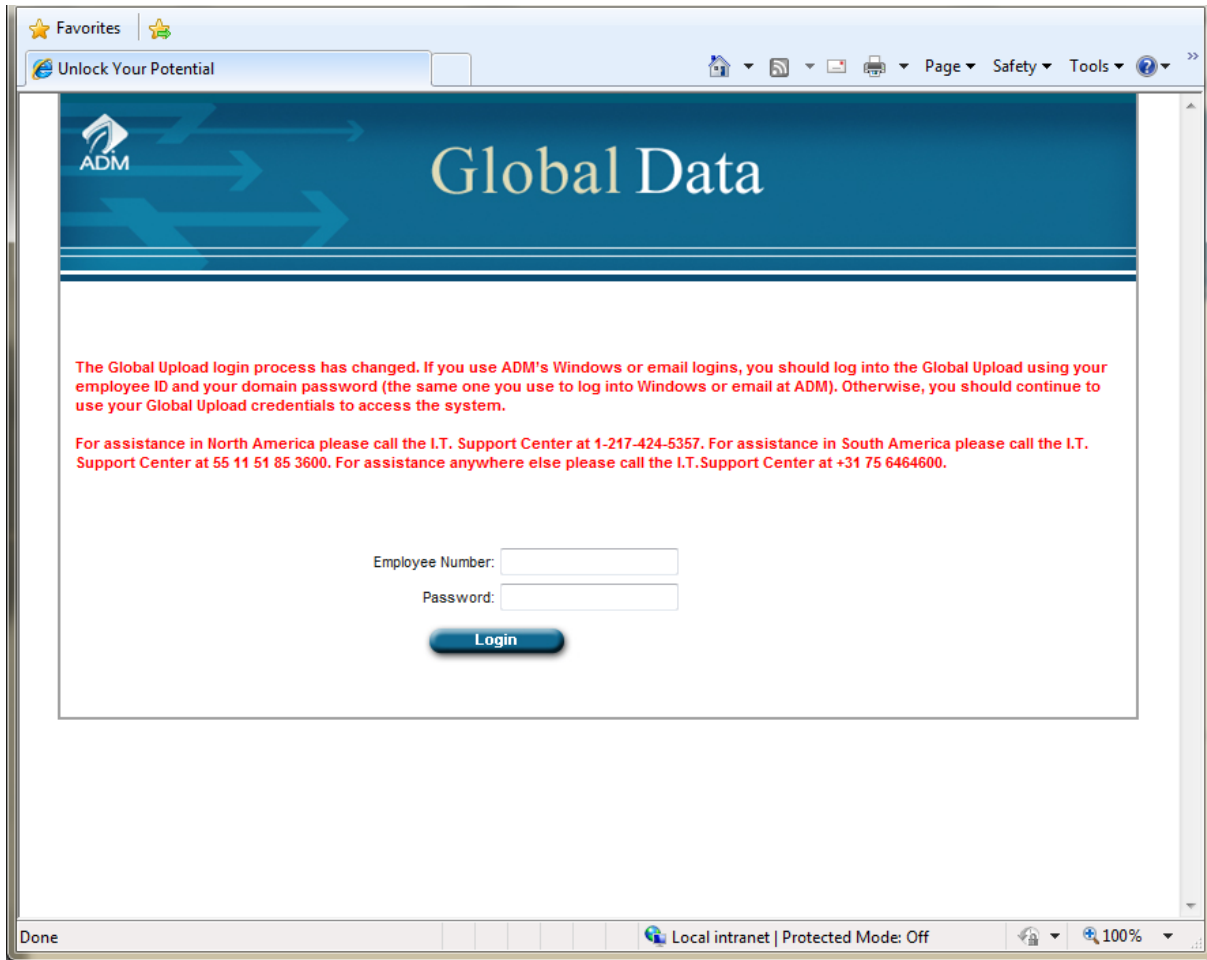 Favorites
Unlock Your Potential
Page Safety Tools
ADM
Global Data
The Global Upload login process has changed. If you use ADM's Windows or email logins, you should log into the Global Upload using your
employee ID and your domain password (the same one you use to log into Windows or email at ADM). Otherwise, you should continue to
use your Global Upload credentials to access the system.
For assistance in North America please call the I.T. Support Center at 1-217-424-5357. For assistance in South America please call the I.T.
Support Center at 55 11 51 85 3600. For assistance anywhere else please call the I.T.Support Center at +31 75 6464600.
Employee Number:
Password:
Login
Done
Local intranet | Protected Mode: Off
100%